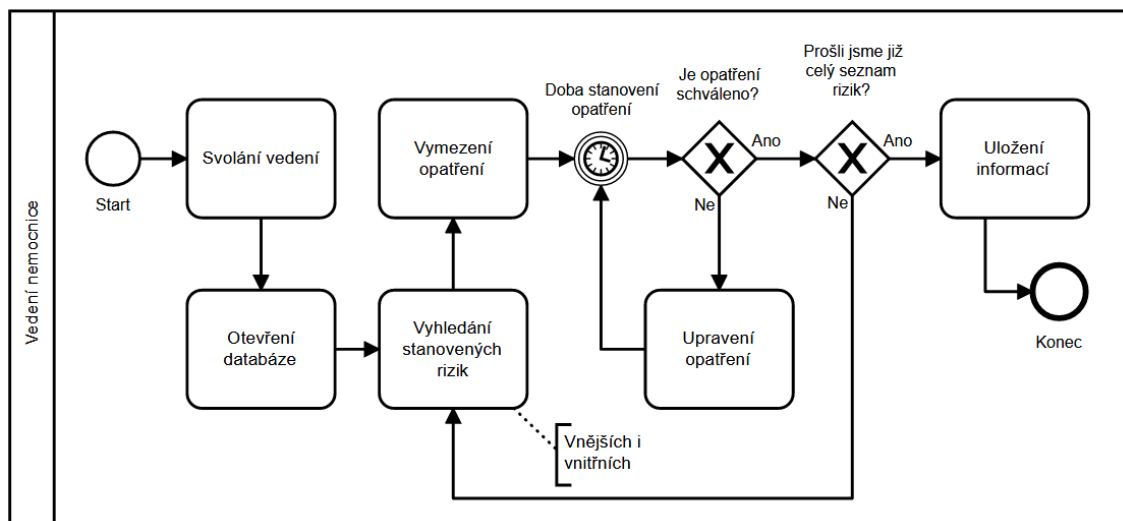 Vedení nemocnice
Start
Svolání vedení
Otevření
databáze
Vyhledání
stanovených
rizik
Vnějších i
vnitřních
Vymezení
opatření
Doba stanovení
opatření
Je opatření
schváleno?
Ano
Ne
Upravení
opatření
Prošli jsme již
celý seznam
rizik?
Ano
Ne
Uložení
informací
Konec